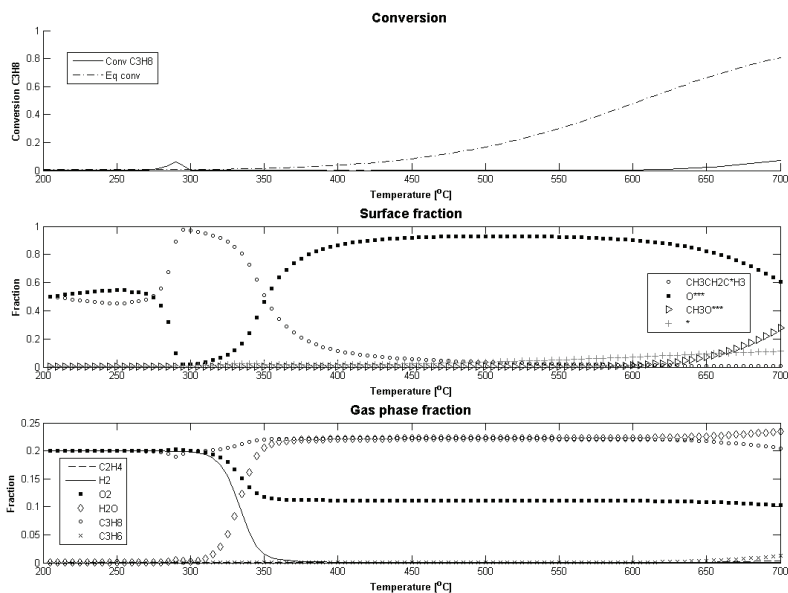 Conversion
1
0.8
0.6
0.4
0.2
0
Conversion C3H8
Conv C3H8
Eq conv
200 250 300 350 400 450 500 550 600 650 700
Temperature [ºC]
Surface fraction
1
0.8
0.6
0.4
0.2
0
Fraction
CH3CH2C*H3
O***
CH3O***
*
200 250 300 350 400 450 500 550 600 650 700
Temperature [ºC]
Gas phase fraction
0.25
0.2
0.15
0.1
0.05
0
Fraction
C2H4
H2
O2
H2O
C3H8
C3H6
200 250 300 350 400 450 500 550 600 650 700
Temperature [ºC]